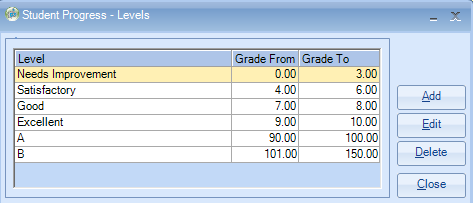 Student Progress - Levels
Level Grade From Grade To
Needs Improvement 0.00 3.00
Satisfactory 4.00 6.00
Good 7.00 8.00
Excellent 9.00 10.00
A 90.00 100.00
B 101.00 150.00
Add
Edit
Delete
Close